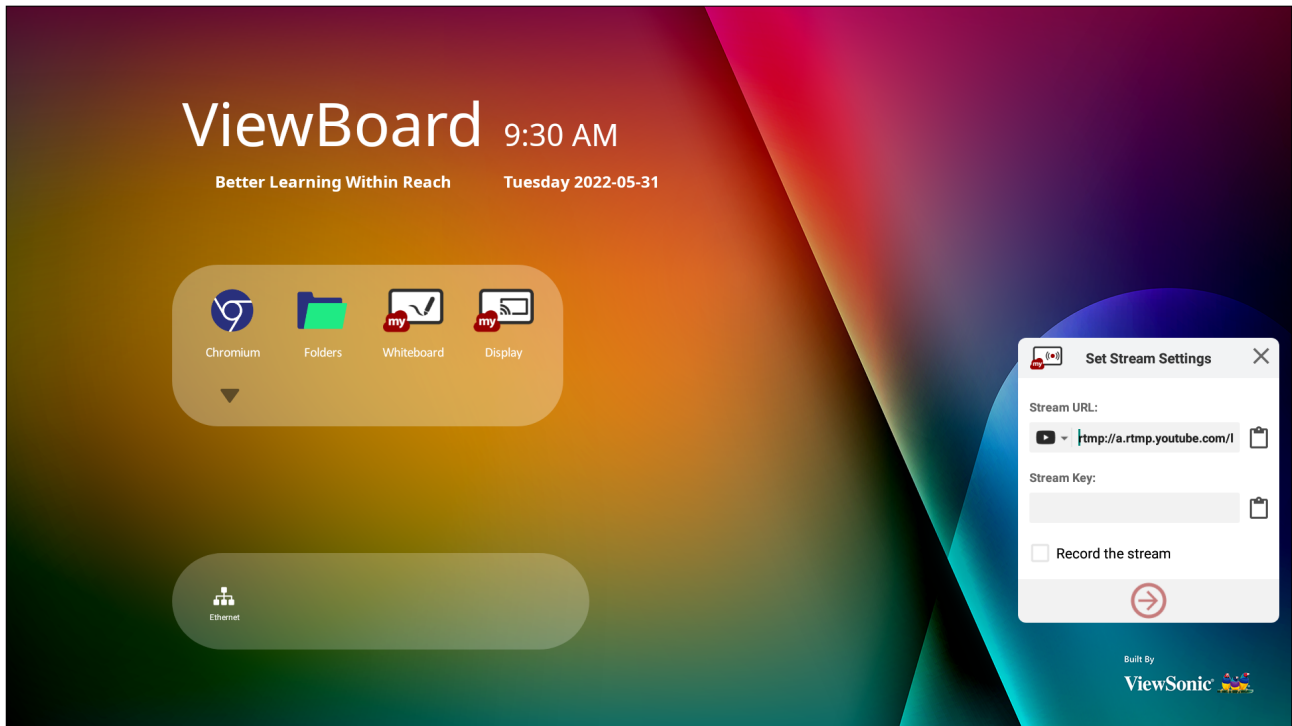 ViewBoard 9:30 AM
Better Learning Within Reach Tuesday 2022-05-31
Chromium Folders my Whiteboard my Display
Ethernet
my Set Stream Settings
Stream URL:
rtmp://a.rtmp.youtube.com/l
Stream Key:
Record the stream
Built By
ViewSonic